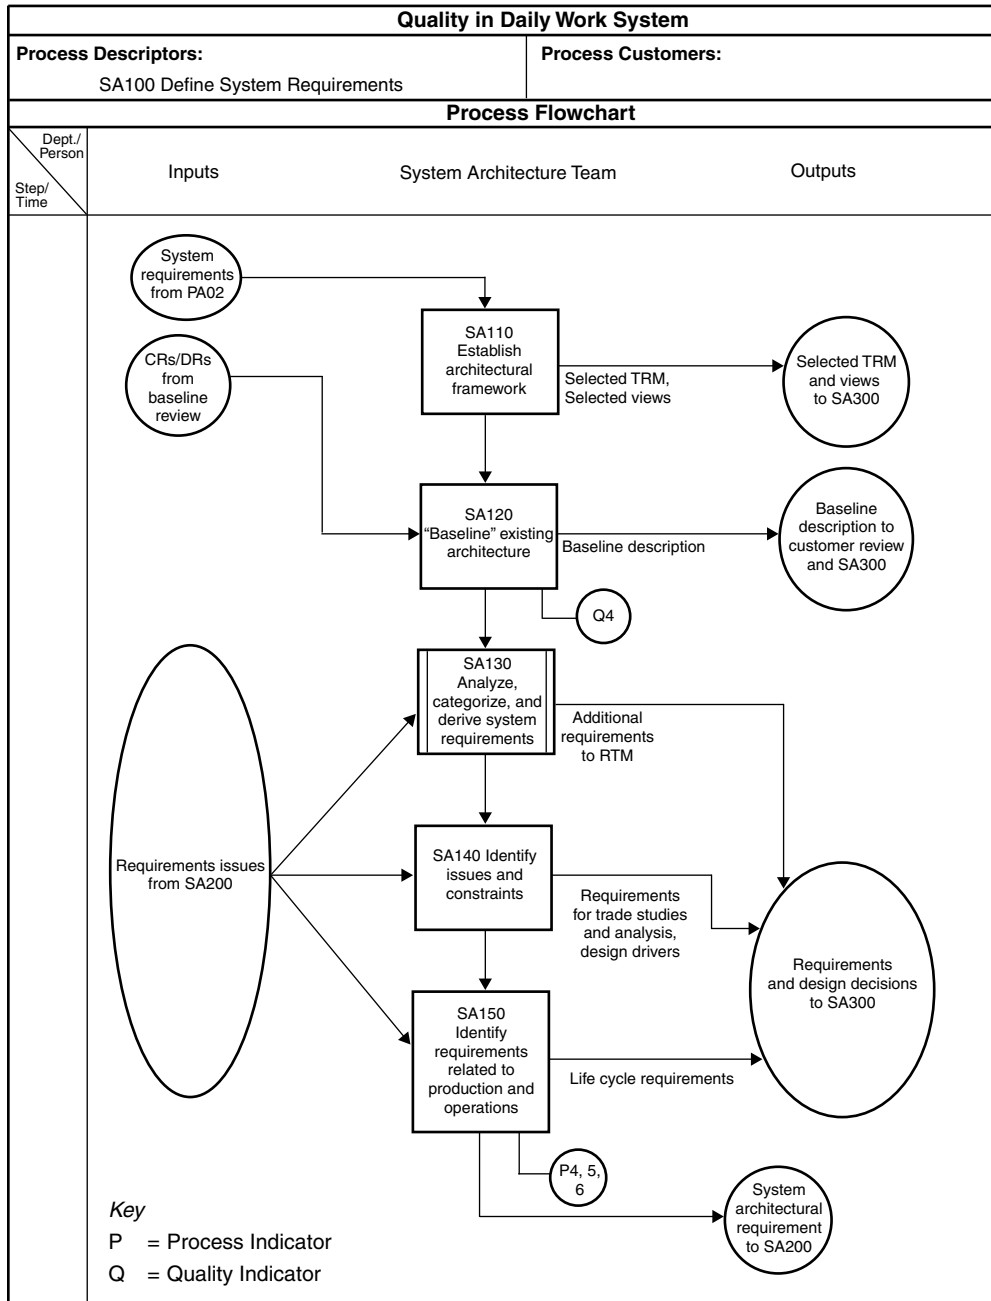 Quality in Daily Work System
Process Descriptors:
SA100 Define System Requirements
Process Customers:
Process Flowchart
Dept./
Person
Step/
Time
Inputs
System Architecture Team
Outputs
System
requirements
from PA02
SA110
Establish
architectural
framework
Selected TRM,
Selected views
Selected TRM
and views
to SA300
CRs/DRs
from
baseline
review
SA120
“Baseline” existing
architecture
Baseline description
Baseline
description to
customer review
and SA300
Q4
SA130
Analyze,
categorize, and
derive system
requirements
Additional
requirements
to RTM
Requirements issues
from SA200
SA140 Identify
issues and
constraints
Requirements
for trade studies
and analysis,
design drivers
Requirements
and design decisions
to SA300
SA150
Identify
requirements
related to
production and
operations
Life cycle requirements
P4, 5,
6
System
architectural
requirement
to SA200
Key
P = Process Indicator
Q = Quality Indicator